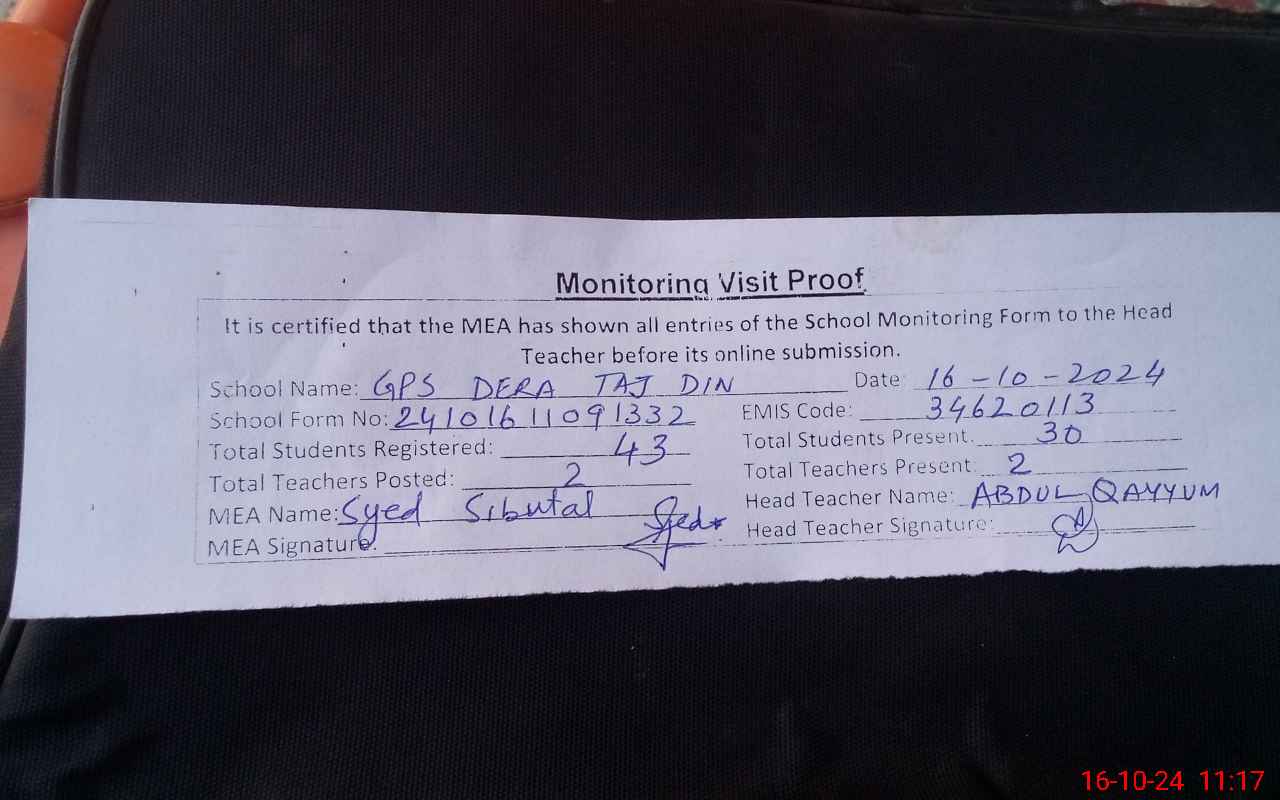 Monitoring Visit Proof
It is certified that the MEA has shown all entries of the School Monitoring Form to the Head
Teacher before its online submission.
School Name: GPS DERA TAJ DIN Date: 16-10-2024
School Form No: 24101611091332 EMIS Code: 34620113
Total Students Registered: 43 Total Students Present: 30
Total Teachers Posted: 2 Total Teachers Present: 2
MEA Name: Syed Sibutal Head Teacher Name: ABDUL QAYYUM
MEA Signature: Syed Head Teacher Signature:
16-10-24 11:17